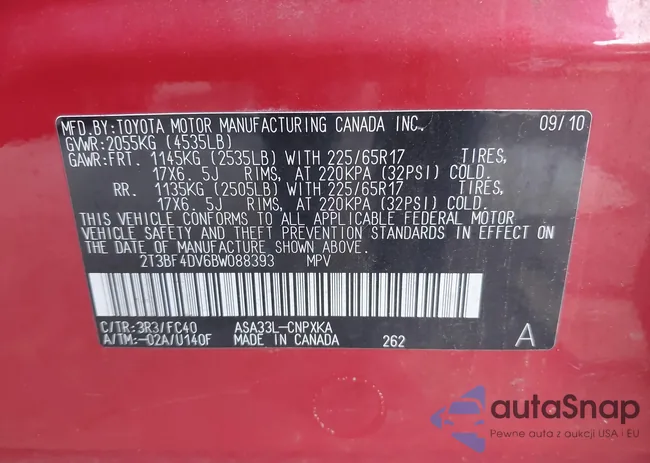 MFD.BY:TOYOTA MOTOR MANUFACTURING CANADA INC. 09/10
GVWR:2055KG (4535LB)
GAWR:FRT. 1145KG (2535LB) WITH 225/65R17 TIRES,
17X6.5J RIMS, AT 220KPA (32PSI) COLD.
RR. 1135KG (2505LB) WITH 225/65R17 TIRES,
17X6.5J RIMS, AT 220KPA (32PSI) COLD.
THIS VEHICLE CONFORMS TO ALL APPLICABLE FEDERAL MOTOR
VEHICLE SAFETY AND THEFT PREVENTION STANDARDS IN EFFECT ON
THE DATE OF MANUFACTURE SHOWN ABOVE.
2T3BF4DV6BW088393 MPV
C/TR:3R3/FC40 ASA33L-CNPXKA
A/TM:-02A/U140F MADE IN CANADA 262 A
autoSnap
Pewne auta z aukcji USA i EU